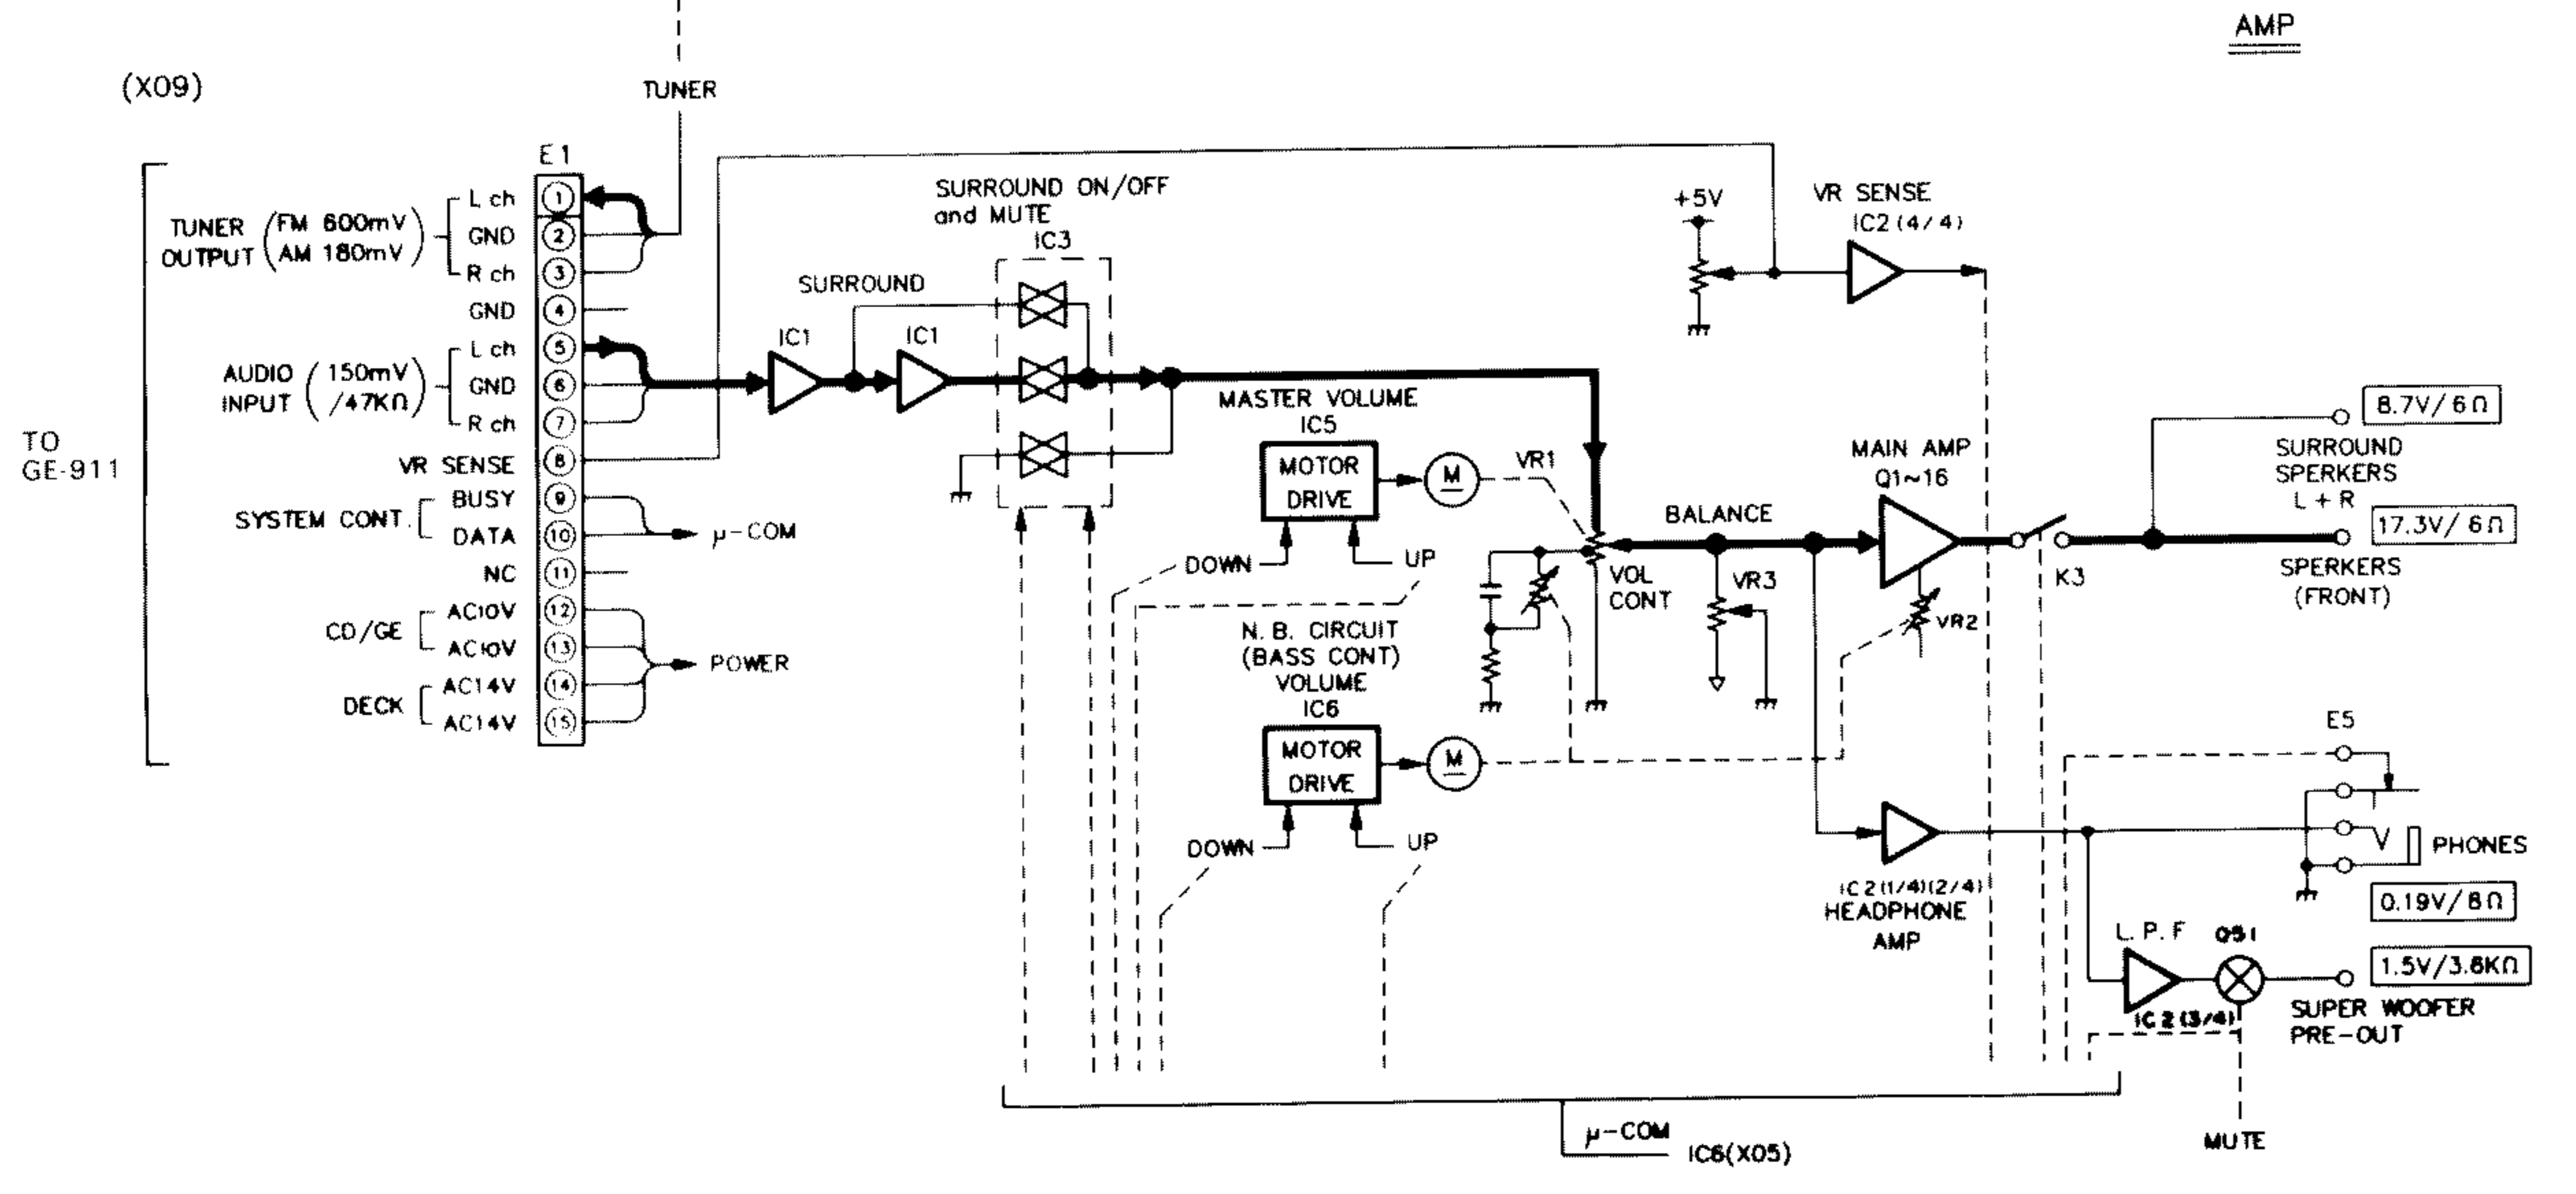 AMP
(X09)
TUNER
E1
TO
GE-911
TUNER
OUTPUT
(FM 600mV
AM 180mV)
L ch
GND
R ch
GND
AUDIO
INPUT
(150mV
/47KΩ)
L ch
GND
R ch
VR SENSE
SYSTEM CONT.
BUSY
DATA
NC
CD/GE
AC10V
AC10V
DECK
AC14V
AC14V
1
2
3
4
5
6
7
8
9
10
11
12
13
14
15
μ-COM
POWER
SURROUND ON/OFF
and MUTE
IC3
SURROUND
IC1
IC1
MASTER VOLUME
IC5
MOTOR
DRIVE
M
VR1
DOWN
UP
N. B. CIRCUIT
(BASS CONT)
VOLUME
IC6
MOTOR
DRIVE
M
DOWN
UP
+5V
VR SENSE
IC2 (4/4)
VOL
CONT
BALANCE
VR3
MAIN AMP
Q1~16
VR2
K3
8.7V/6Ω
SURROUND
SPERKERS
L + R
17.3V/6Ω
SPERKERS
(FRONT)
E5
PHONES
0.19V/8Ω
IC2(1/4)(2/4)
HEADPHONE
AMP
L. P. F
Q51
IC2 (3/4)
1.5V/3.6KΩ
SUPER WOOFER
PRE-OUT
MUTE
μ-COM
IC6(X05)